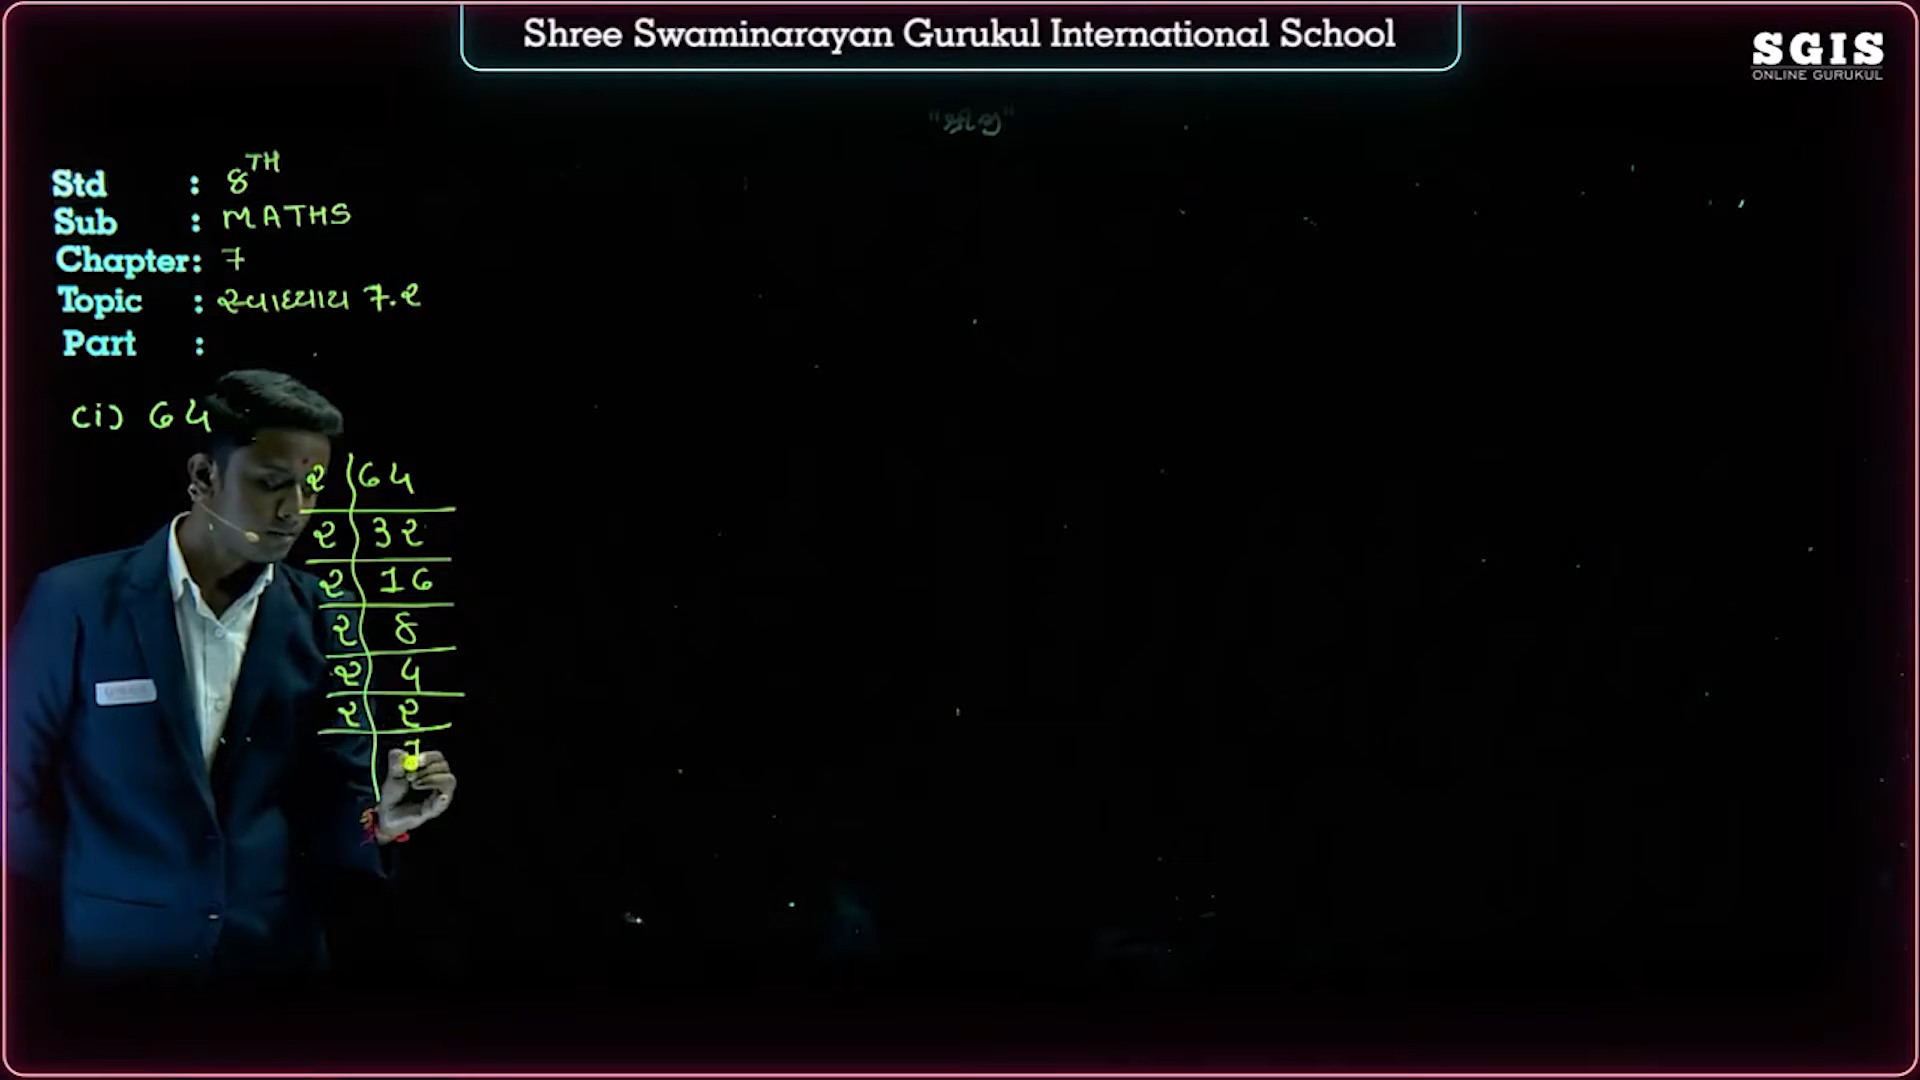 Shree Swaminarayan Gurukul International School
SGIS
ONLINE GURUKUL
"શ્રીજી"
Std : 8TH
Sub : MATHS
Chapter : 7
Topic : સ્વાધ્યાય 7.૨
Part :
(i) 64
૨ 64
૨ 3૨
૨ 16
૨ 8
૨ 4
૨ ૨
1